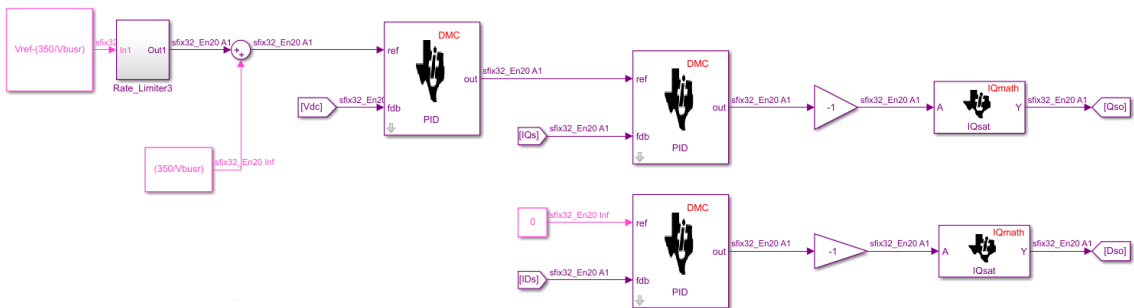 Vref-(350/Vbusr)
sfix32
In1
Out1
Rate_Limiter3
sfix32_En20 A1
+
+
sfix32_En20 A1
(350/Vbusr)
sfix32_En20 Inf
[Vdc]
sfix32_En20
ref
DMC
out
fdb
PID
sfix32_En20 A1
[IQs]
sfix32_En20 A1
ref
DMC
out
fdb
PID
sfix32_En20 A1
-1
sfix32_En20 A1
A
IQmath
Y
IQsat
sfix32_En20 A1
[Qso]
0
sfix32_En20 Inf
[IDs]
sfix32_En20 A1
ref
DMC
out
fdb
PID
sfix32_En20 A1
-1
sfix32_En20 A1
A
IQmath
Y
IQsat
sfix32_En20 A1
[Dso]